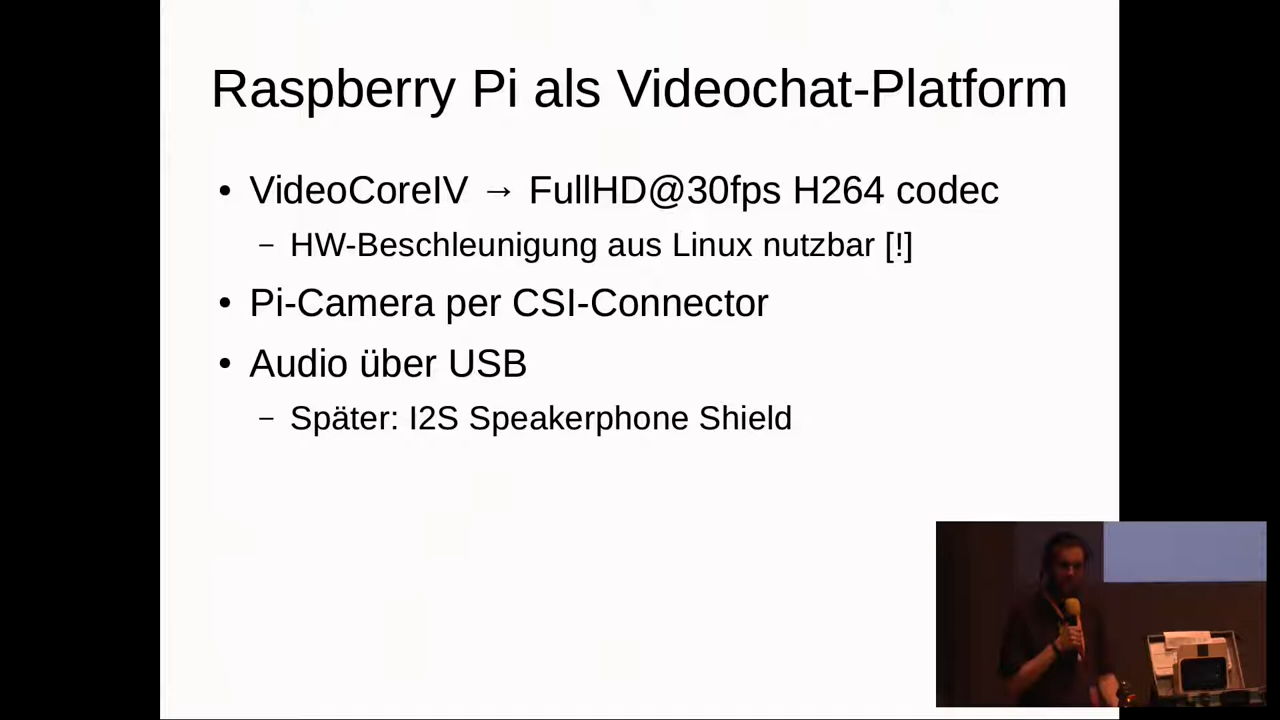 Raspberry Pi als Videochat-Platform
• VideoCoreIV → FullHD@30fps H264 codec
– HW-Beschleunigung aus Linux nutzbar [!]
• Pi-Camera per CSI-Connector
• Audio über USB
– Später: I2S Speakerphone Shield